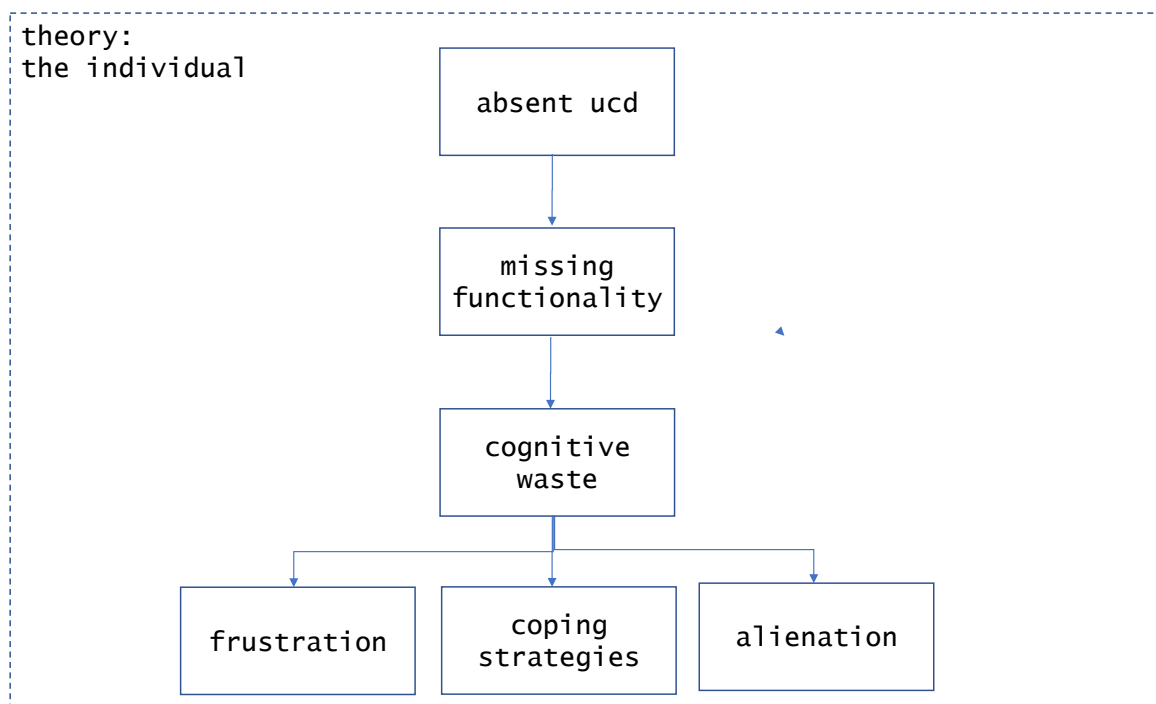 theory:
the individual
absent ucd
missing
functionality
cognitive
waste
frustration
coping
strategies
alienation